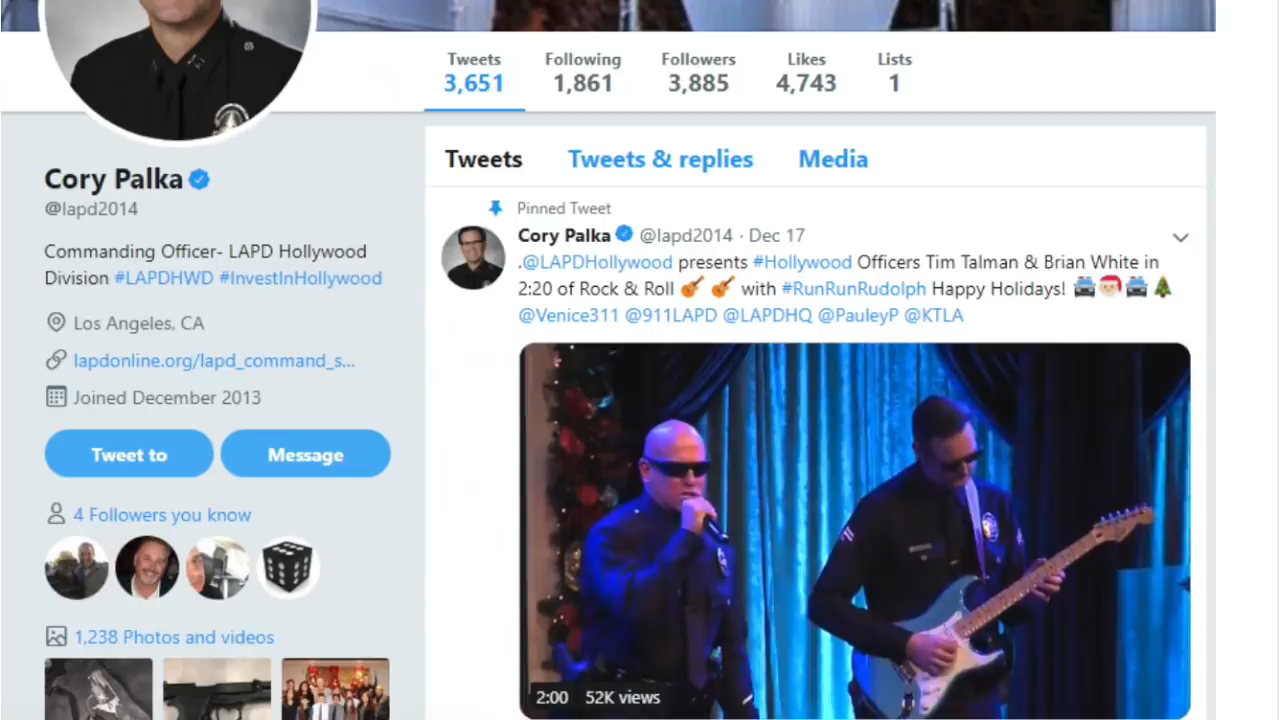 Tweets
3,651
Following
1,861
Followers
3,885
Likes
4,743
Lists
1
Cory Palka
@lapd2014
Commanding Officer- LAPD Hollywood
Division #LAPDHWD #InvestInHollywood
Los Angeles, CA
lapdonline.org/lapd_command_s...
Joined December 2013
Tweet to
Message
4 Followers you know
1,238 Photos and videos
Tweets
Tweets & replies
Media
Pinned Tweet
Cory Palka @lapd2014 · Dec 17
.@LAPDHollywood presents #Hollywood Officers Tim Talman & Brian White in
2:20 of Rock & Roll 🎸 🎸 with #RunRunRudolph Happy Holidays! 🚔🎅🚔🎄
@Venice311 @911LAPD @LAPDHQ @PauleyP @KTLA
2:00 52K views